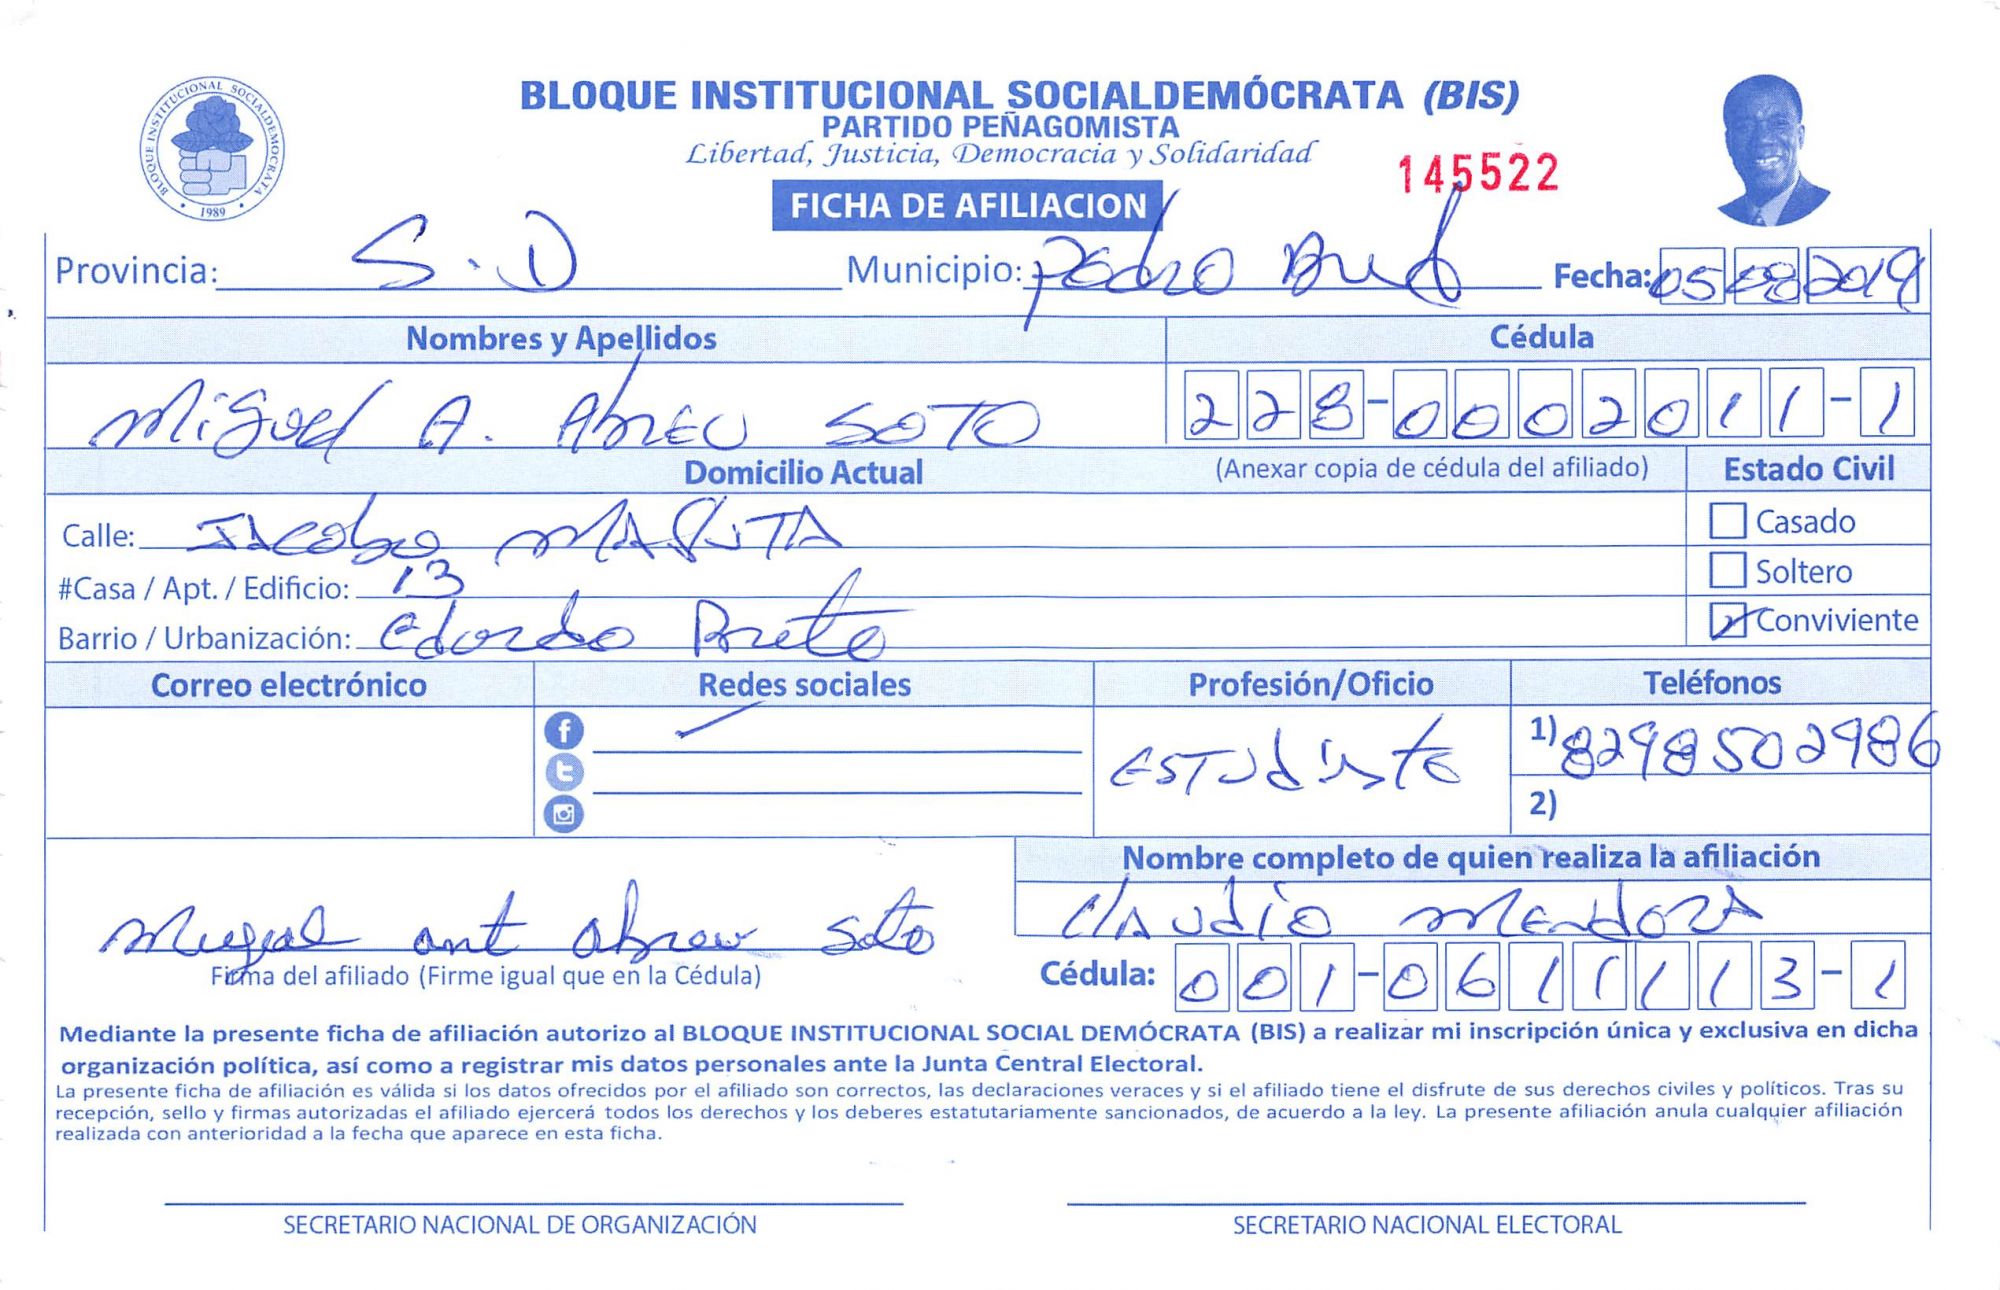 BLOQUE INSTITUCIONAL SOCIALDEMOCRATA
1989
BLOQUE INSTITUCIONAL SOCIALDEMÓCRATA (BIS)
PARTIDO PEÑAGOMISTA
Libertad, Justicia, Democracia y Solidaridad
145522
FICHA DE AFILIACION
Provincia: S.D Municipio: Pedro Brd Fecha: 05 08 2019
Nombres y Apellidos Cédula
Miguel A. Abreu SOTO 228-0002011-1
Domicilio Actual (Anexar copia de cédula del afiliado) Estado Civil
Calle: Jacobo Casado
#Casa / Apt. / Edificio: 13 Soltero
Barrio / Urbanización: Edordo Brito Conviviente
Correo electrónico Redes sociales Profesión/Oficio Teléfonos
Estudiante 1) 8298502986
2)
Nombre completo de quien realiza la afiliación
Claudio Mendoza
Miguel ant abreu Soto
Firma del afiliado (Firme igual que en la Cédula) Cédula: 001-0611113-1
Mediante la presente ficha de afiliación autorizo al BLOQUE INSTITUCIONAL SOCIAL DEMÓCRATA (BIS) a realizar mi inscripción única y exclusiva en dicha
organización política, así como a registrar mis datos personales ante la Junta Central Electoral.
La presente ficha de afiliación es válida si los datos ofrecidos por el afiliado son correctos, las declaraciones veraces y si el afiliado tiene el disfrute de sus derechos civiles y políticos. Tras su
recepción, sello y firmas autorizadas el afiliado ejercerá todos los derechos y los deberes estatutariamente sancionados, de acuerdo a la ley. La presente afiliación anula cualquier afiliación
realizada con anterioridad a la fecha que aparece en esta ficha.
SECRETARIO NACIONAL DE ORGANIZACIÓN SECRETARIO NACIONAL ELECTORAL